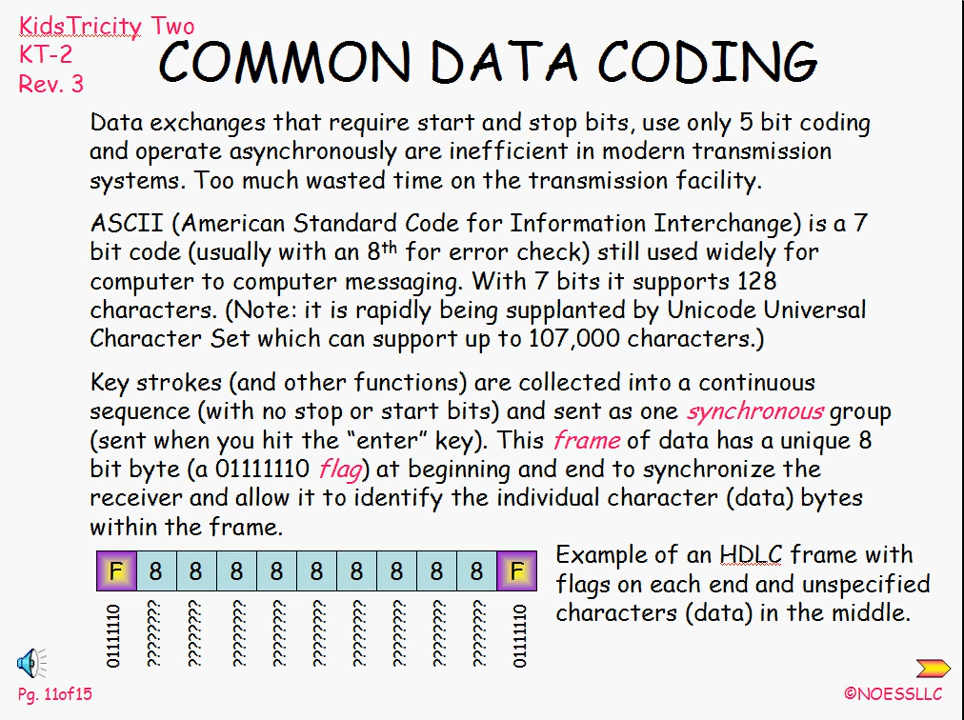 KidsTricity Two
KT-2
Rev. 3
COMMON DATA CODING
Data exchanges that require start and stop bits, use only 5 bit coding
and operate asynchronously are inefficient in modern transmission
systems. Too much wasted time on the transmission facility.
ASCII (American Standard Code for Information Interchange) is a 7
bit code (usually with an 8th for error check) still used widely for
computer to computer messaging. With 7 bits it supports 128
characters. (Note: it is rapidly being supplanted by Unicode Universal
Character Set which can support up to 107,000 characters.)
Key strokes (and other functions) are collected into a continuous
sequence (with no stop or start bits) and sent as one synchronous group
(sent when you hit the “enter” key). This frame of data has a unique 8
bit byte (a 01111110 flag) at beginning and end to synchronize the
receiver and allow it to identify the individual character (data) bytes
within the frame.
F 8 8 8 8 8 8 8 8 8 F
01111110 ???????? ???????? ???????? ???????? ???????? ???????? ???????? ???????? ???????? 01111110
Example of an HDLC frame with
flags on each end and unspecified
characters (data) in the middle.
Pg. 11of15
©NOESSLLC